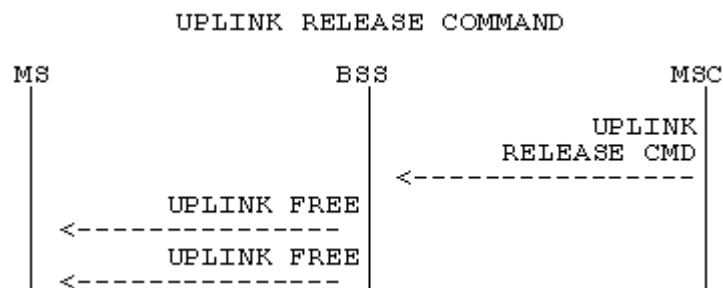 UPLINK RELEASE COMMAND
MS BSS MSC
UPLINK
RELEASE CMD
UPLINK FREE
UPLINK FREE